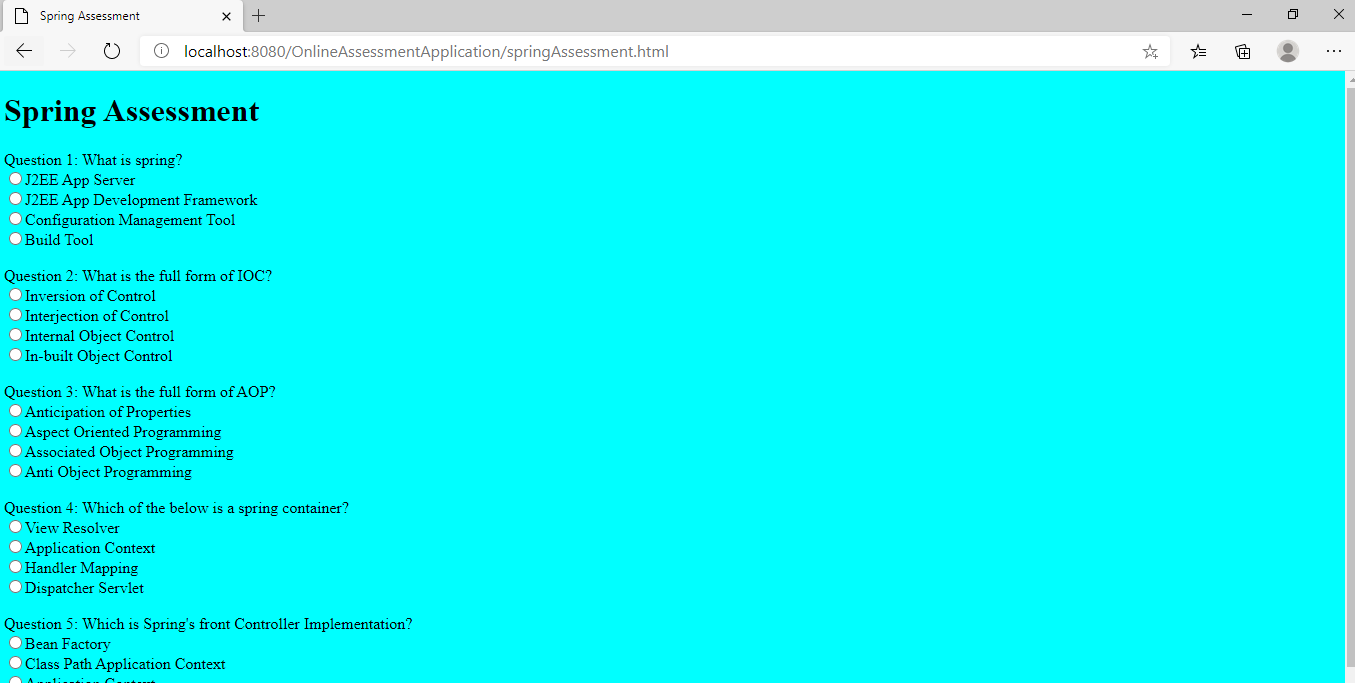 Spring Assessment
localhost:8080/OnlineAssessmentApplication/springAssessment.html
Spring Assessment
Question 1: What is spring?
J2EE App Server
J2EE App Development Framework
Configuration Management Tool
Build Tool
Question 2: What is the full form of IOC?
Inversion of Control
Interjection of Control
Internal Object Control
In-built Object Control
Question 3: What is the full form of AOP?
Anticipation of Properties
Aspect Oriented Programming
Associated Object Programming
Anti Object Programming
Question 4: Which of the below is a spring container?
View Resolver
Application Context
Handler Mapping
Dispatcher Servlet
Question 5: Which is Spring's front Controller Implementation?
Bean Factory
Class Path Application Context
Application Context